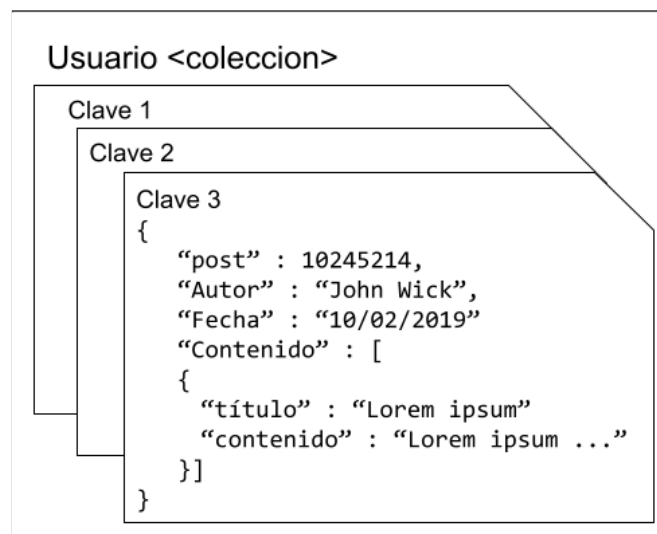 Usuario <coleccion>
Clave 1
Clave 2
Clave 3
{
“post” : 10245214,
“Autor” : “John Wick”,
“Fecha” : “10/02/2019”
“Contenido” : [
{
“título” : “Lorem ipsum”
“contenido” : “Lorem ipsum ...”
}]
}